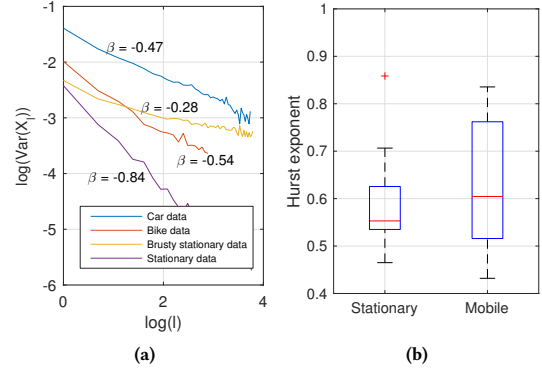 -1
-2
-3
-4
-5
-6
0
2
4
log(Var(X_l))
log(l)
β = -0.47
β = -0.28
β = -0.54
β = -0.84
Car data
Bike data
Brusty stationary data
Stationary data
(a)
1
0.9
0.8
0.7
0.6
0.5
0.4
Hurst exponent
Stationary
Mobile
(b)